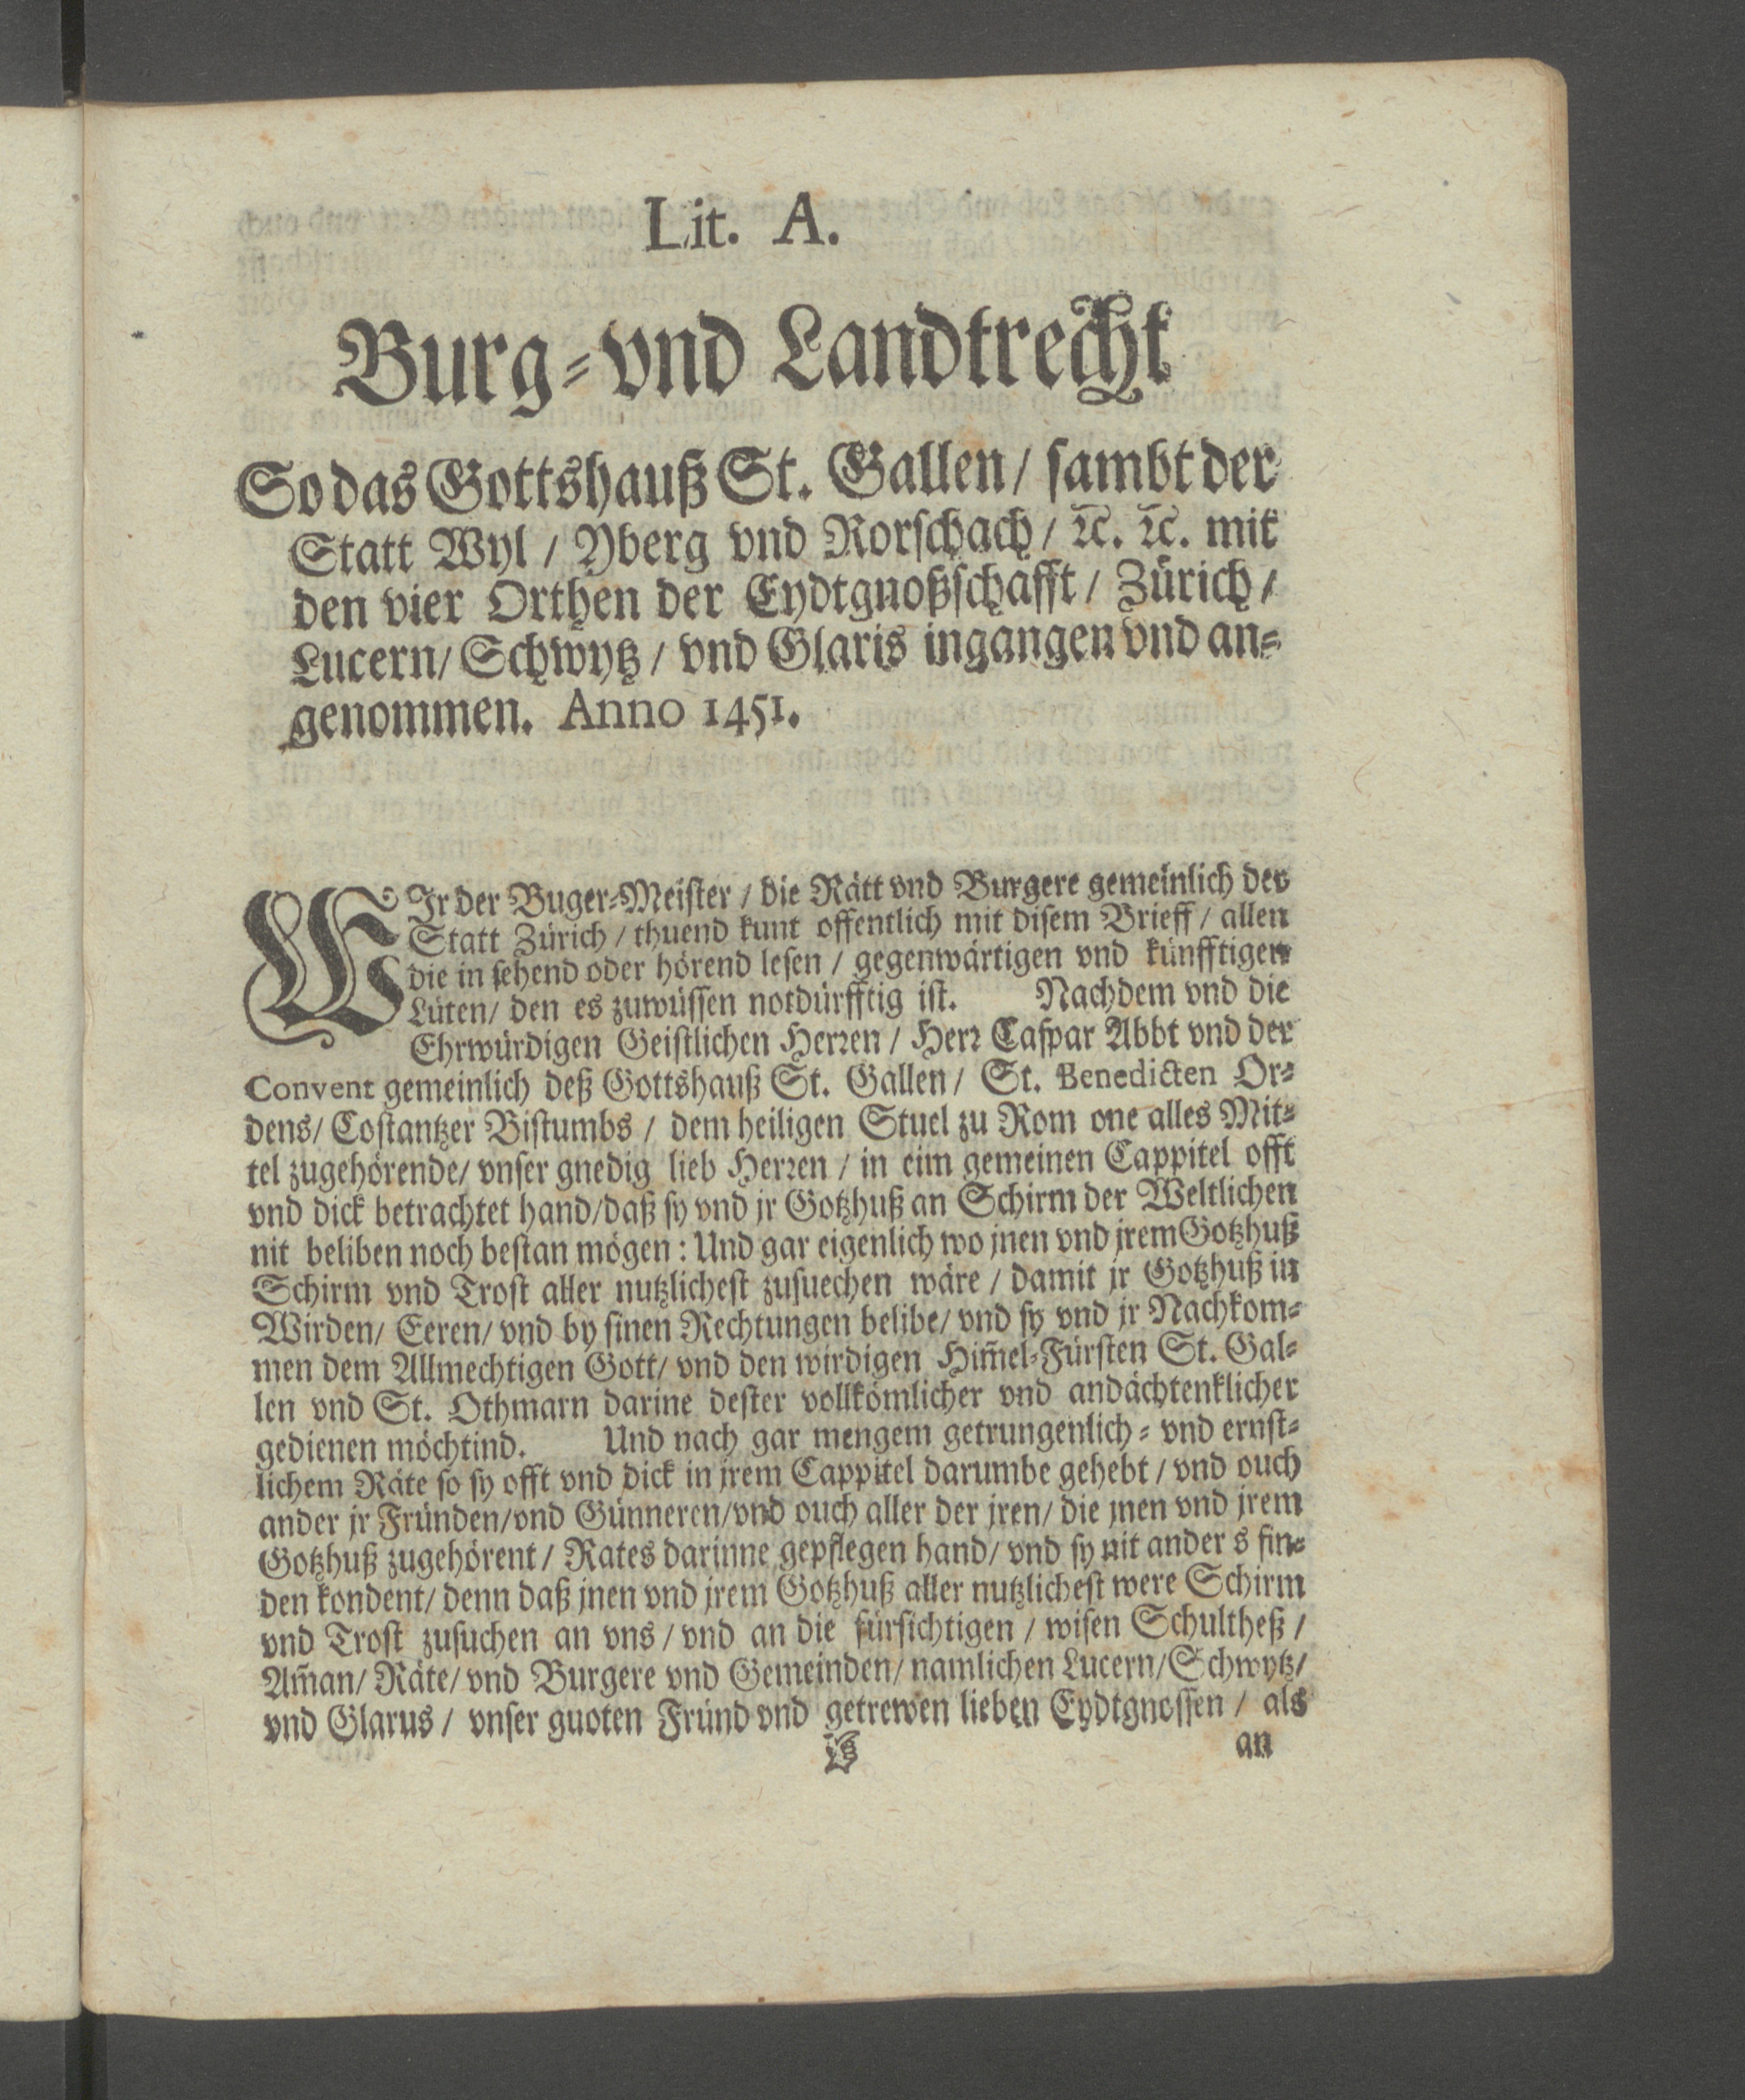 Lit. A.
Burg- vnd Landtrecht
So das Gottshauß St. Gallen / sambt der
Statt Wyl / Yberg vnd Rorschach / ꝛc. ꝛc. mit
den vier Orthen der Eydtgnoßschafft / Zürich /
Lucern / Schwytz / vnd Glaris ingangen vnd an-
genommen. Anno 1451.
WIr der Buger-Meister / die Rätt vnd Burgere gemeinlich der
Statt Zürich / thuend kunt offentlich mit disem Brieff / allen
die in sehend oder hörend lesen / gegenwärtigen vnd künfftigen
Lüten / den es zuwüssen notdürfftig ist. Nachdem vnd die
Ehrwürdigen Geistlichen Herren / Herr Caspar Abbt vnd der
Convent gemeinlich deß Gottshauß St. Gallen / St. Benedicten Or-
dens / Costantzer Bistumbs / dem heiligen Stuel zu Rom one alles Mit-
tel zugehörende / vnser gnedig lieb Herren / in eim gemeinen Cappitel offt
vnd dick betrachtet hand / daß sy vnd jr Gotzhuß an Schirm der Weltlichen
nit beliben noch bestan mögen : Und gar eigenlich wo jnen vnd jrem Gotzhuß
Schirm vnd Trost aller nutzlichest zusuechen wäre / damit jr Gotzhuß in
Wirden / Eeren / vnd by sinen Rechtungen belibe / vnd sy vnd jr Nachkom-
men dem Allmechtigen Gott / vnd den wirdigen Him̃el-Fürsten St. Gal-
len vnd St. Othmarn darine dester vollkömlicher vnd andächtenklicher
gedienen möchtind. Und nach gar mengem getrungenlich- vnd ernst-
lichem Räte so sy offt vnd dick in jrem Cappitel darumbe gehebt / vnd ouch
ander jr Fründen / vnd Günneren / vnd ouch aller der jren / die jnen vnd jrem
Gotzhuß zugehörent / Rates darinne gepflegen hand / vnd sy nit ander s fin-
den kondent / denn daß jnen vnd jrem Gotzhuß aller nutzlichest were Schirm
vnd Trost zusuchen an vns / vnd an die fürsichtigen / wisen Schultheß /
Am̃an / Räte / vnd Burgere vnd Gemeinden / namlichen Lucern / Schwytz /
vnd Glarus / vnser guoten Fründ vnd getrewen lieben Eydtgnossen / als
B an